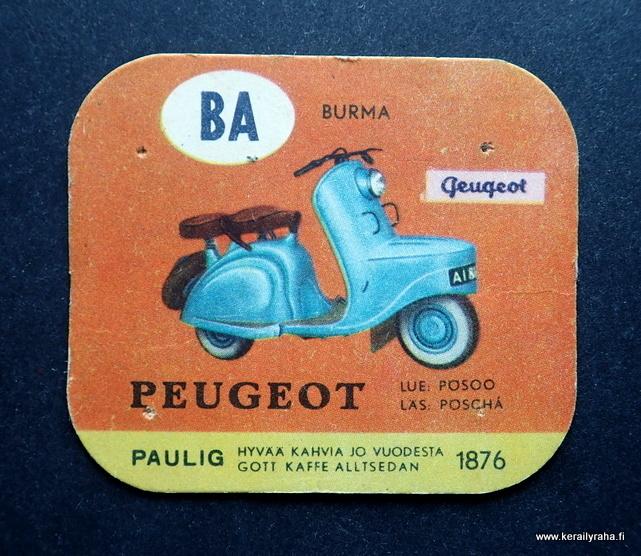 BA
BURMA
Peugeot
PEUGEOT
LUE: POSOO
LÄS: POSCHÁ
PAULIG
HYVÄÄ KAHVIA JO VUODESTA
GOTT KAFFE ALLTSEDAN
1876
www.kerailyraha.fi